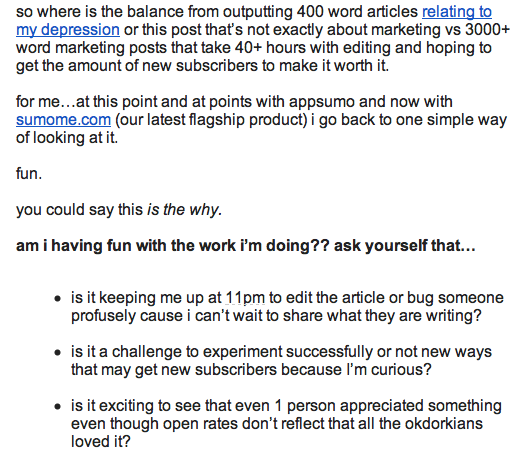 so where is the balance from outputting 400 word articles relating to
my depression or this post that's not exactly about marketing vs 3000+
word marketing posts that take 40+ hours with editing and hoping to
get the amount of new subscribers to make it worth it.
for me…at this point and at points with appsumo and now with
sumome.com (our latest flagship product) i go back to one simple way
of looking at it.
fun.
you could say this is the why.
am i having fun with the work i'm doing?? ask yourself that…
• is it keeping me up at 11pm to edit the article or bug someone
profusely cause i can't wait to share what they are writing?
• is it a challenge to experiment successfully or not new ways
that may get new subscribers because I'm curious?
• is it exciting to see that even 1 person appreciated something
even though open rates don't reflect that all the okdorkians
loved it?